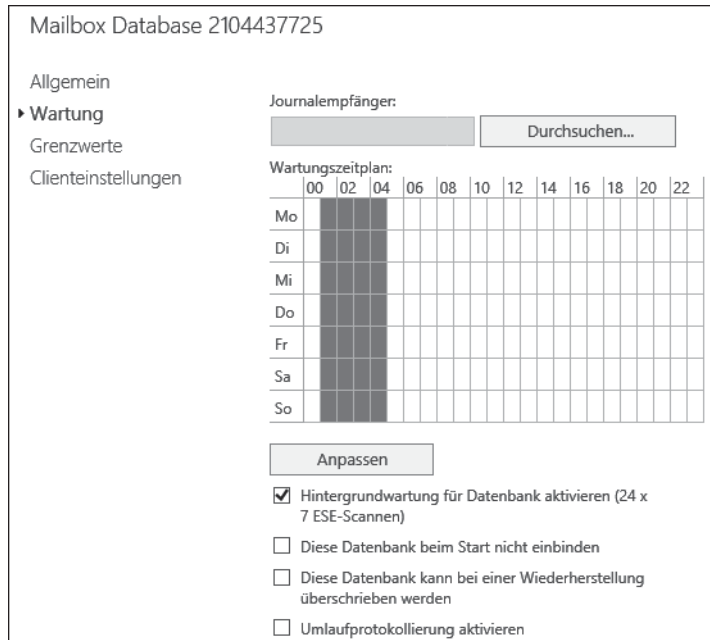 Mailbox Database 2104437725
Allgemein
Wartung
Grenzwerte
Clienteinstellungen
Journalempfänger:
Durchsuchen...
Wartungszeitplan:
00 02 04 06 08 10 12 14 16 18 20 22
Mo
Di
Mi
Do
Fr
Sa
So
Anpassen
Hintergrundwartung für Datenbank aktivieren (24 x
7 ESE-Scannen)
Diese Datenbank beim Start nicht einbinden
Diese Datenbank kann bei einer Wiederherstellung
überschrieben werden
Umlaufprotokollierung aktivieren